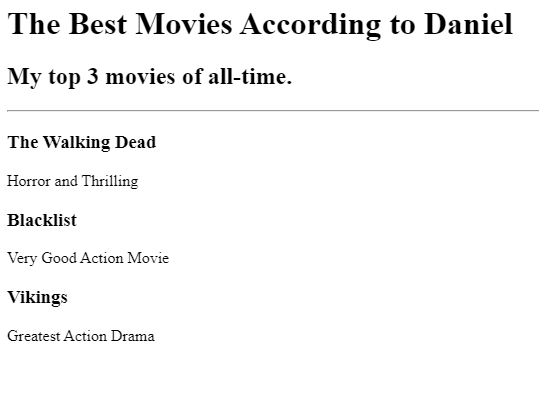 The Best Movies According to Daniel
My top 3 movies of all-time.
The Walking Dead
Horror and Thrilling
Blacklist
Very Good Action Movie
Vikings
Greatest Action Drama